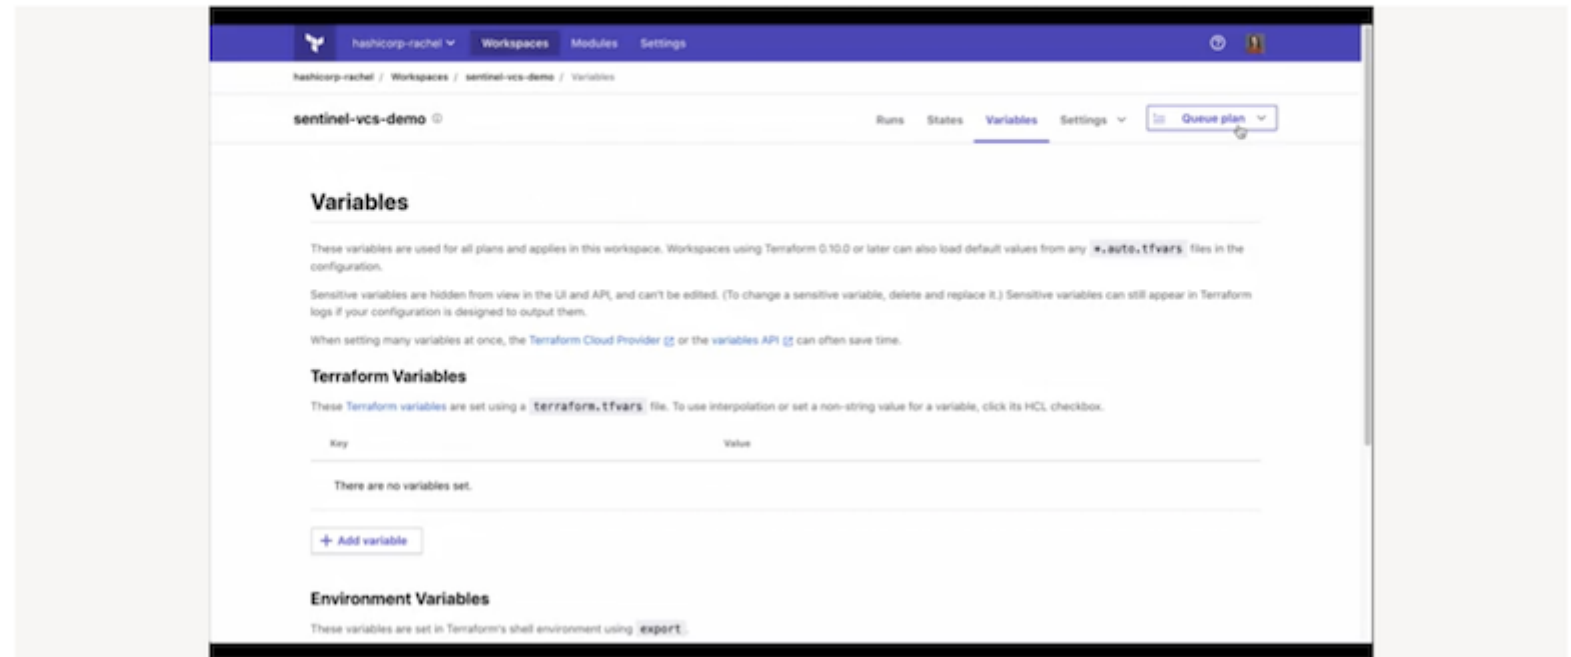 hashicorp-rachel Workspaces Modules Settings
hashicorp-rachel / Workspaces / sentinel-vcs-demo / Variables
sentinel-vcs-demo Runs States Variables Settings Queue plan
Variables
These variables are used for all plans and applies in this workspace. Workspaces using Terraform 0.10.0 or later can also load default values from any *.auto.tfvars files in the
configuration.
Sensitive variables are hidden from view in the UI and API, and can't be edited. (To change a sensitive variable, delete and replace it.) Sensitive variables can still appear in Terraform
logs if your configuration is designed to output them.
When setting many variables at once, the Terraform Cloud Provider or the variables API can often save time.
Terraform Variables
These Terraform variables are set using a terraform.tfvars file. To use interpolation or set a non-string value for a variable, click its HCL checkbox.
Key Value
There are no variables set.
+ Add variable
Environment Variables
These variables are set in Terraform's shell environment using export.